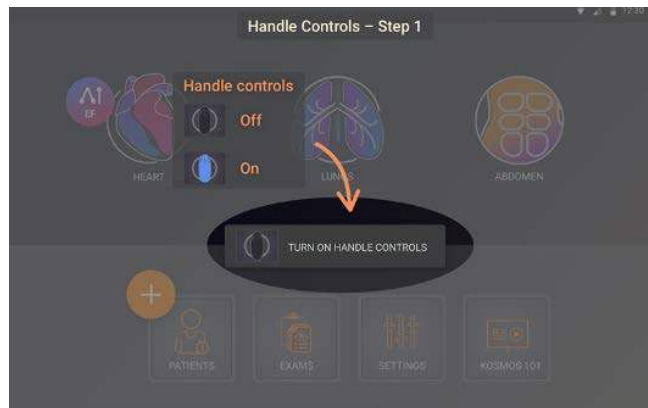 Handle Controls – Step 1
12:30
Handle controls
EF
Off
On
HEART
LUNGS
ABDOMEN
TURN ON HANDLE CONTROLS
PATIENTS
EXAMS
SETTINGS
KOSMOS 101